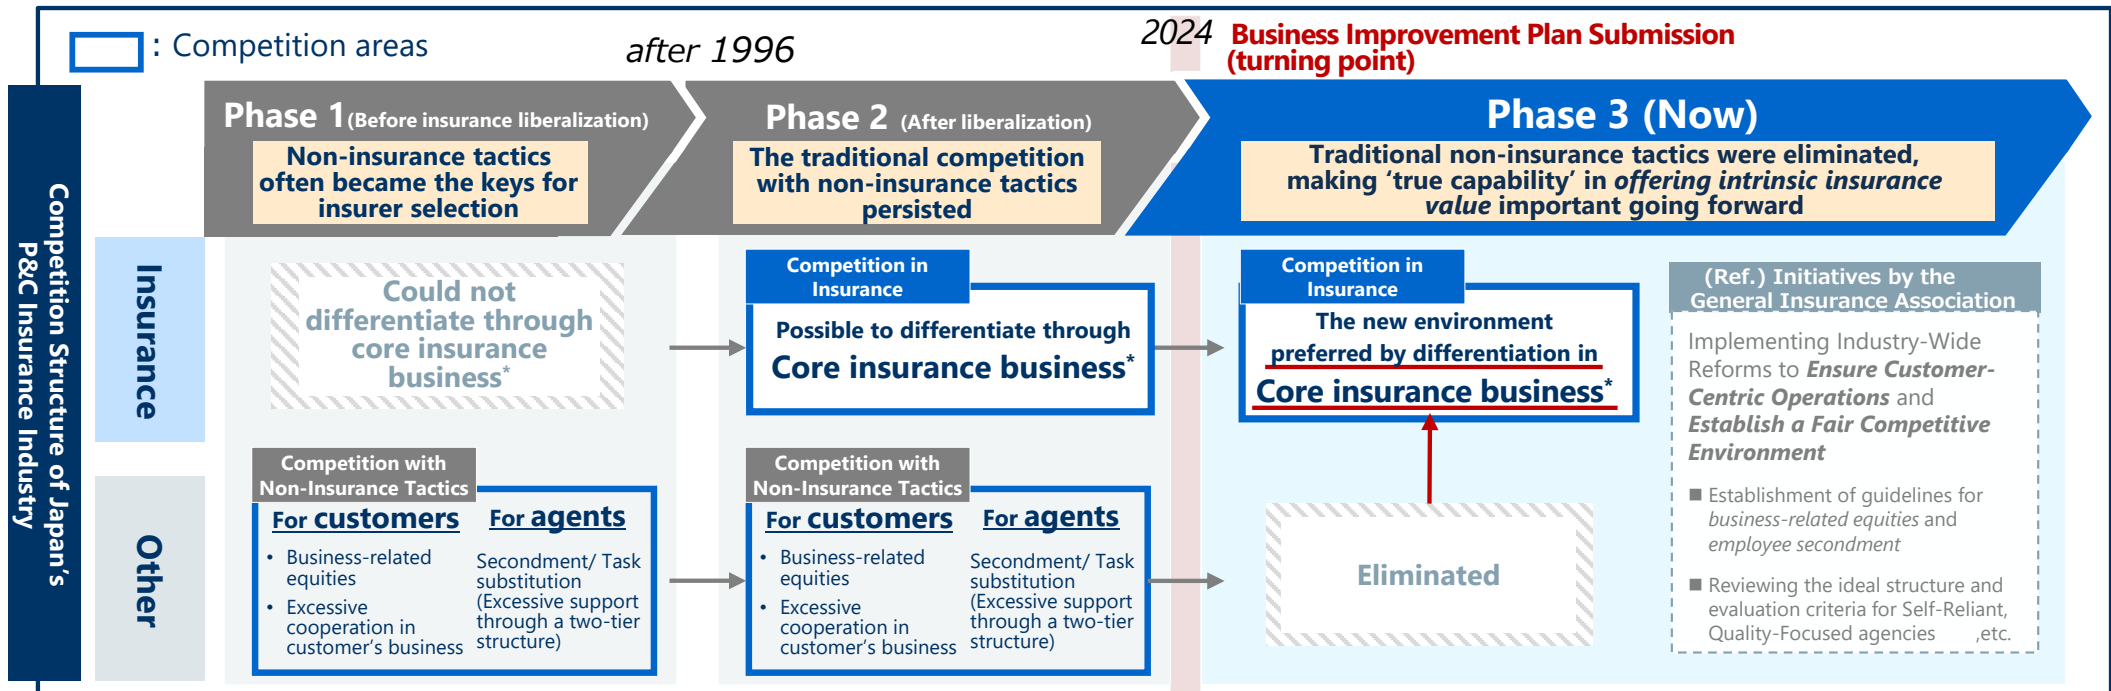 : Competition areas
after 1996
2024
Business Improvement Plan Submission
(turning point)
Competition Structure of Japan's
P&C Insurance Industry
Phase 1(Before insurance liberalization)
Non-insurance tactics
often became the keys for
insurer selection
Phase 2 (After liberalization)
The traditional competition
with non-insurance tactics
persisted
Phase 3 (Now)
Traditional non-insurance tactics were eliminated,
making ‘true capability’ in offering intrinsic insurance
value important going forward
Insurance
Could not
differentiate through
core insurance
business*
Competition in
Insurance
Possible to differentiate through
Core insurance business*
Competition in
Insurance
The new environment
preferred by differentiation in
Core insurance business*
(Ref.) Initiatives by the
General Insurance Association
Implementing Industry-Wide
Reforms to Ensure Customer-
Centric Operations and
Establish a Fair Competitive
Environment
■ Establishment of guidelines for
business-related equities and
employee secondment
■ Reviewing the ideal structure and
evaluation criteria for Self-Reliant,
Quality-Focused agencies ,etc.
Other
Competition with
Non-Insurance Tactics
For customers
• Business-related
equities
• Excessive
cooperation in
customer's business
For agents
Secondment/ Task
substitution
(Excessive support
through a two-tier
structure)
Competition with
Non-Insurance Tactics
For customers
• Business-related
equities
• Excessive
cooperation in
customer's business
For agents
Secondment/ Task
substitution
(Excessive support
through a two-tier
structure)
Eliminated